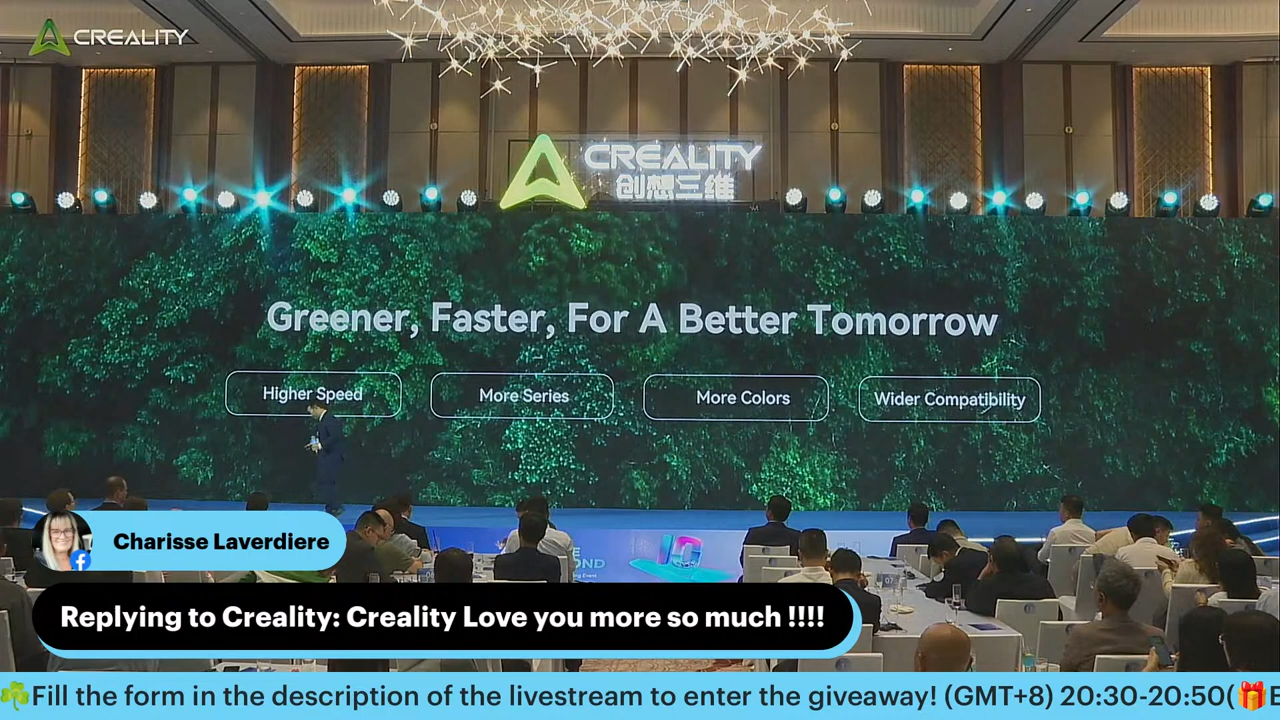 CREALITY
CREALITY
创想三维
Greener, Faster, For A Better Tomorrow
Higher Speed
More Series
More Colors
Wider Compatibility
Charisse Laverdiere
Replying to Creality: Creality Love you more so much !!!!
☘️Fill the form in the description of the livestream to enter the giveaway! (GMT+8) 20:30-20:50(🎁E